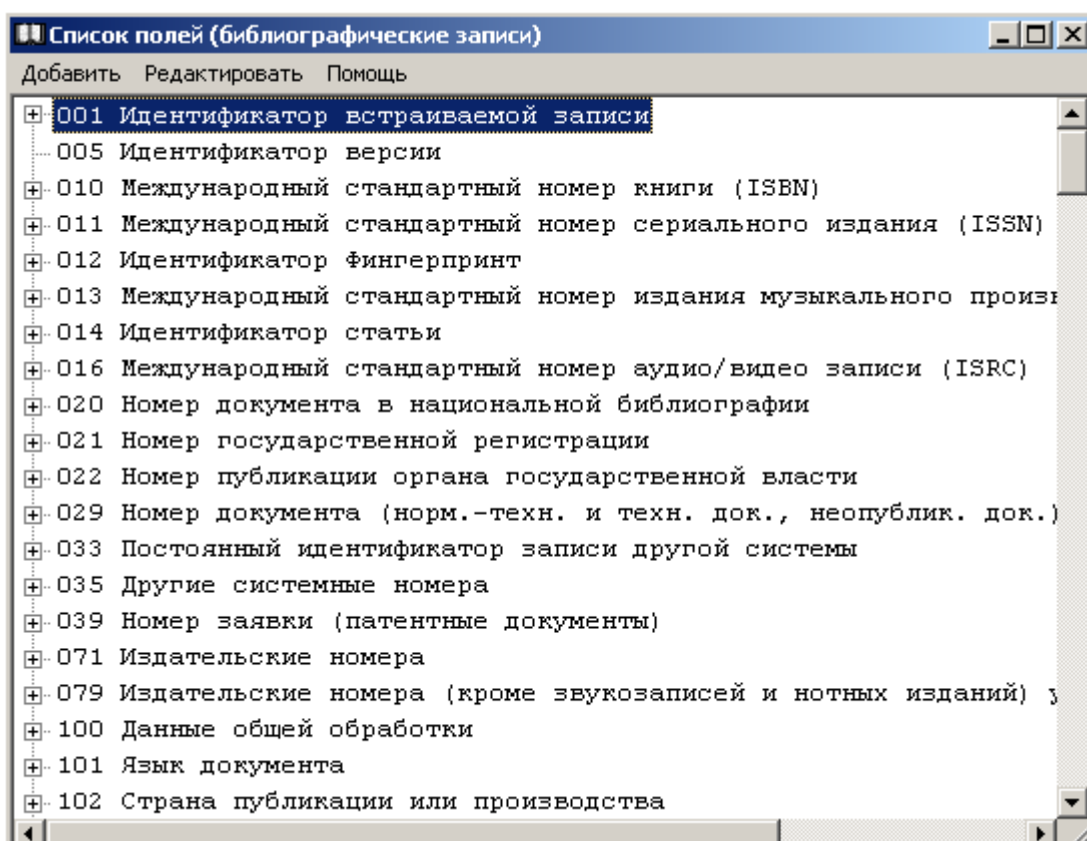 Список полей (библиографические записи)
Добавить Редактировать Помощь
001 Идентификатор встраиваемой записи
005 Идентификатор версии
010 Международный стандартный номер книги (ISBN)
011 Международный стандартный номер сериального издания (ISSN)
012 Идентификатор Фингерпринт
013 Международный стандартный номер издания музыкального
014 Идентификатор статьи
016 Международный стандартный номер аудио/видео записи (ISRC)
020 Номер документа в национальной библиографии
021 Номер государственной регистрации
022 Номер публикации органа государственной власти
029 Номер документа (норм.-техн. и техн. док., неопублик. док.)
033 Постоянный идентификатор записи другой системы
035 Другие системные номера
039 Номер заявки (патентные документы)
071 Издательские номера
079 Издательские номера (кроме звукозаписей и нотных изданий)
100 Данные общей обработки
101 Язык документа
102 Страна публикации или производства